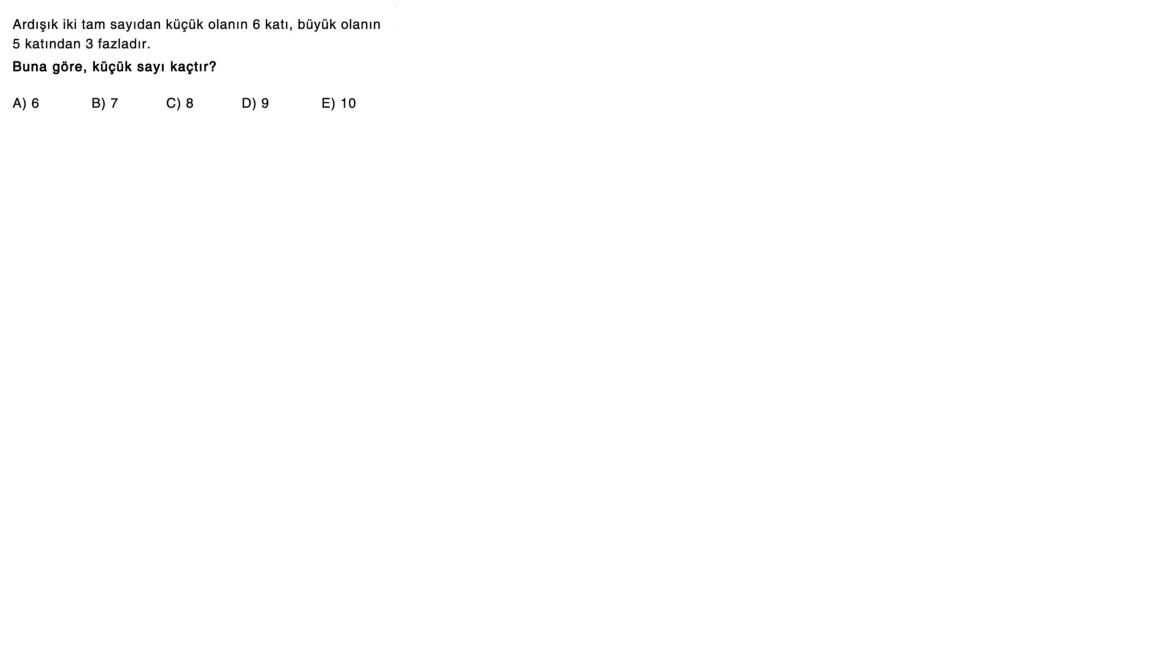 Ardışık iki tam sayıdan küçük olanın 6 katı, büyük olanın
5 katından 3 fazladır.
Buna göre, küçük sayı kaçtır?
A) 6 B) 7 C) 8 D) 9 E) 10